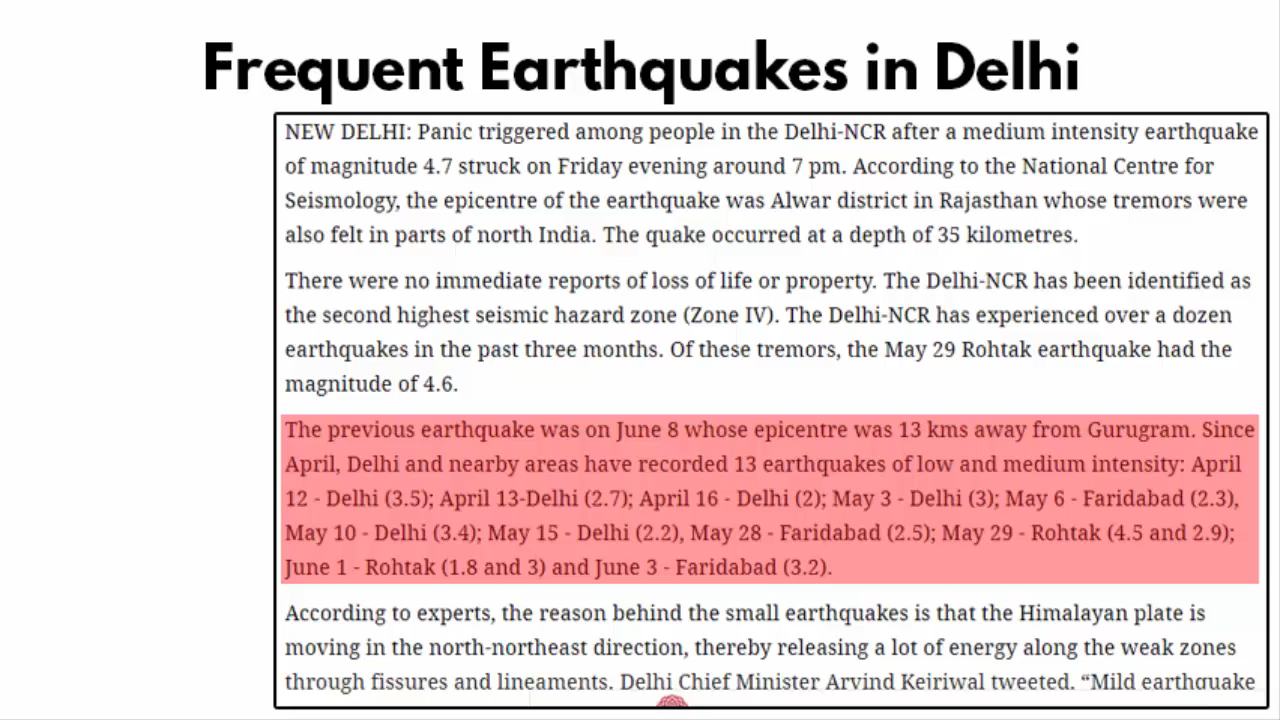 Frequent Earthquakes in Delhi
NEW DELHI: Panic triggered among people in the Delhi-NCR after a medium intensity earthquake
of magnitude 4.7 struck on Friday evening around 7 pm. According to the National Centre for
Seismology, the epicentre of the earthquake was Alwar district in Rajasthan whose tremors were
also felt in parts of north India. The quake occurred at a depth of 35 kilometres.
There were no immediate reports of loss of life or property. The Delhi-NCR has been identified as
the second highest seismic hazard zone (Zone IV). The Delhi-NCR has experienced over a dozen
earthquakes in the past three months. Of these tremors, the May 29 Rohtak earthquake had the
magnitude of 4.6.
The previous earthquake was on June 8 whose epicentre was 13 kms away from Gurugram. Since
April, Delhi and nearby areas have recorded 13 earthquakes of low and medium intensity: April
12 - Delhi (3.5); April 13-Delhi (2.7); April 16 - Delhi (2); May 3 - Delhi (3); May 6 - Faridabad (2.3),
May 10 - Delhi (3.4); May 15 - Delhi (2.2), May 28 - Faridabad (2.5); May 29 - Rohtak (4.5 and 2.9);
June 1 - Rohtak (1.8 and 3) and June 3 - Faridabad (3.2).
According to experts, the reason behind the small earthquakes is that the Himalayan plate is
moving in the north-northeast direction, thereby releasing a lot of energy along the weak zones
through fissures and lineaments. Delhi Chief Minister Arvind Kejriwal tweeted. “Mild earthquake